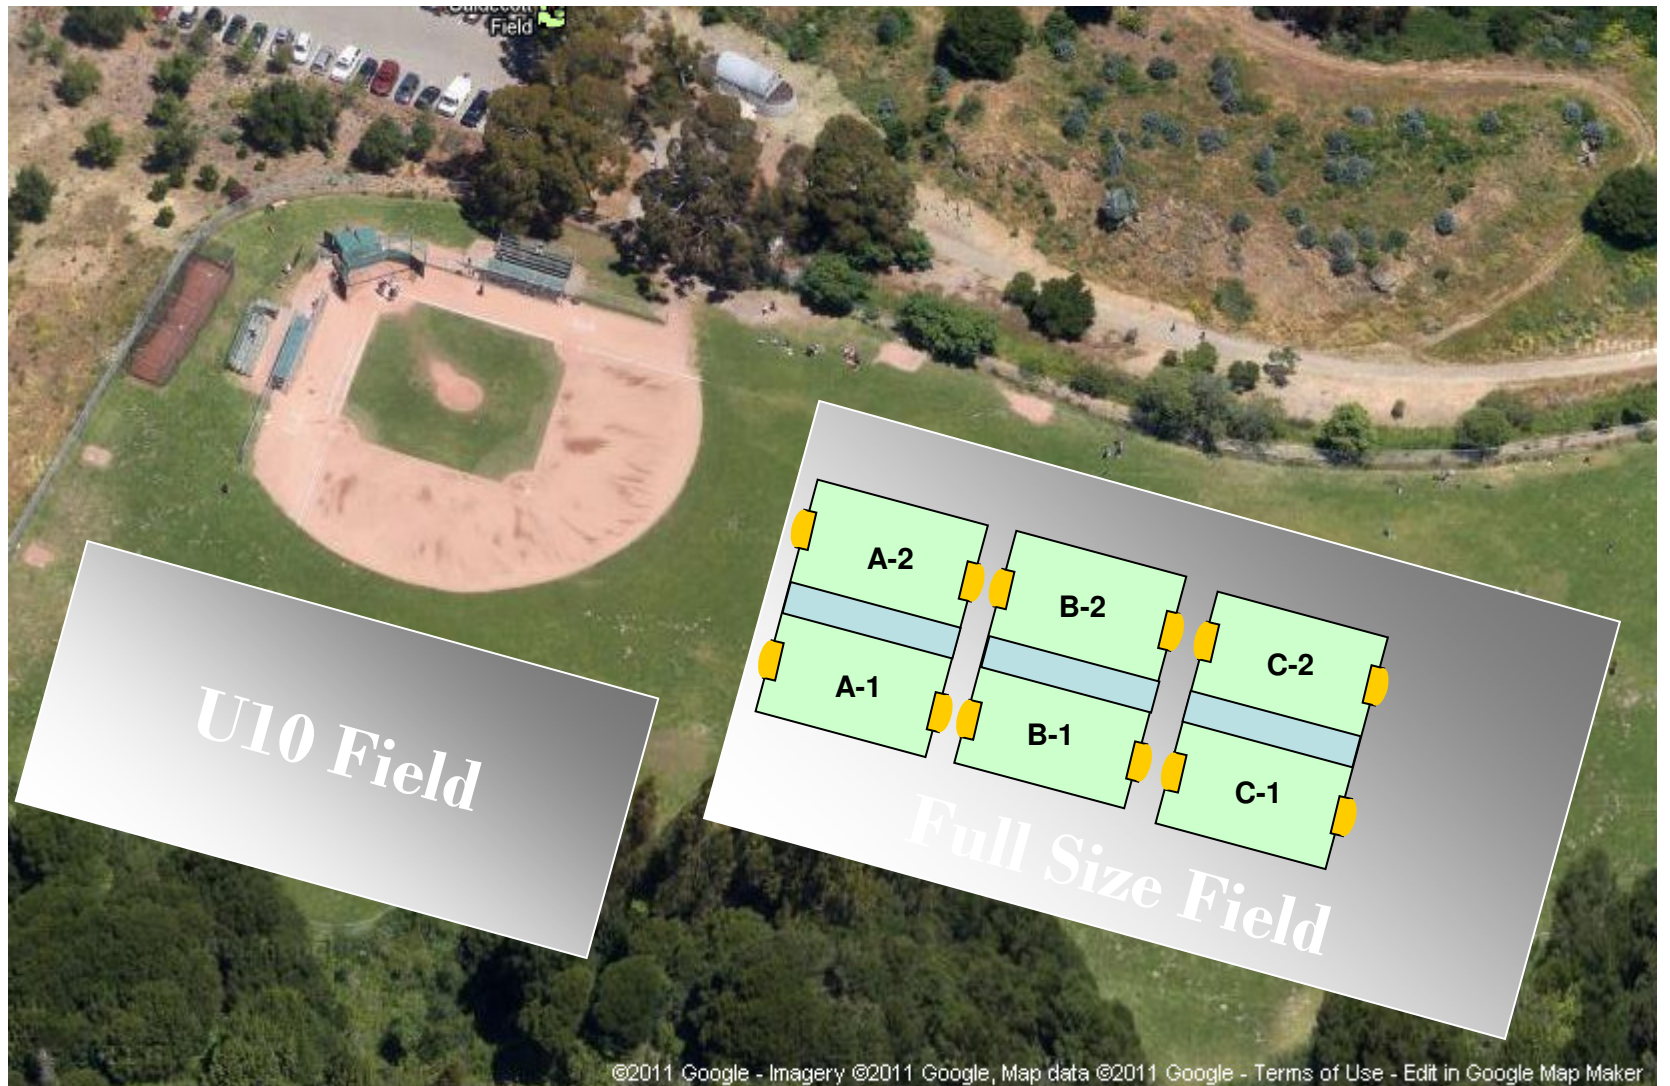 Caldecott
Field
A-2
B-2
C-2
A-1
B-1
C-1
U10 Field
Full Size Field
©2011 Google - Imagery ©2011 Google, Map data ©2011 Google - Terms of Use - Edit in Google Map Maker